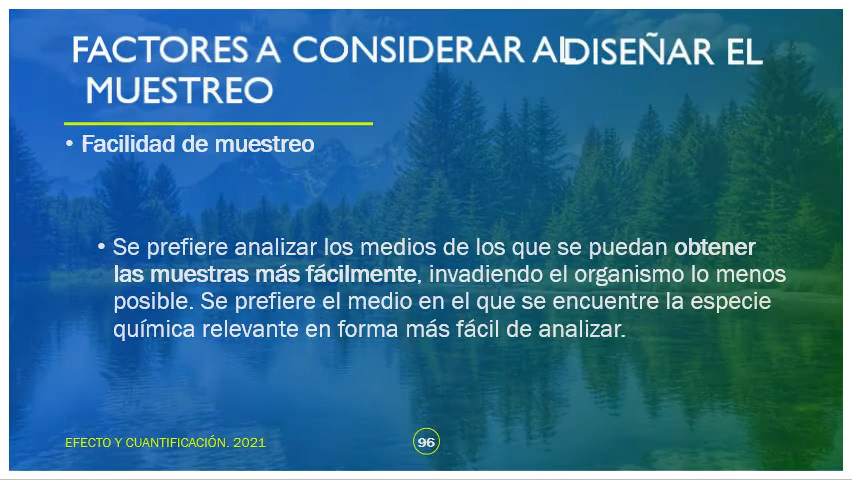 FACTORES A CONSIDERAR AL DISEÑAR EL
MUESTREO
• Facilidad de muestreo
• Se prefiere analizar los medios de los que se puedan obtener
las muestras más fácilmente, invadiendo el organismo lo menos
posible. Se prefiere el medio en el que se encuentre la especie
química relevante en forma más fácil de analizar.
EFECTO Y CUANTIFICACIÓN. 2021
96